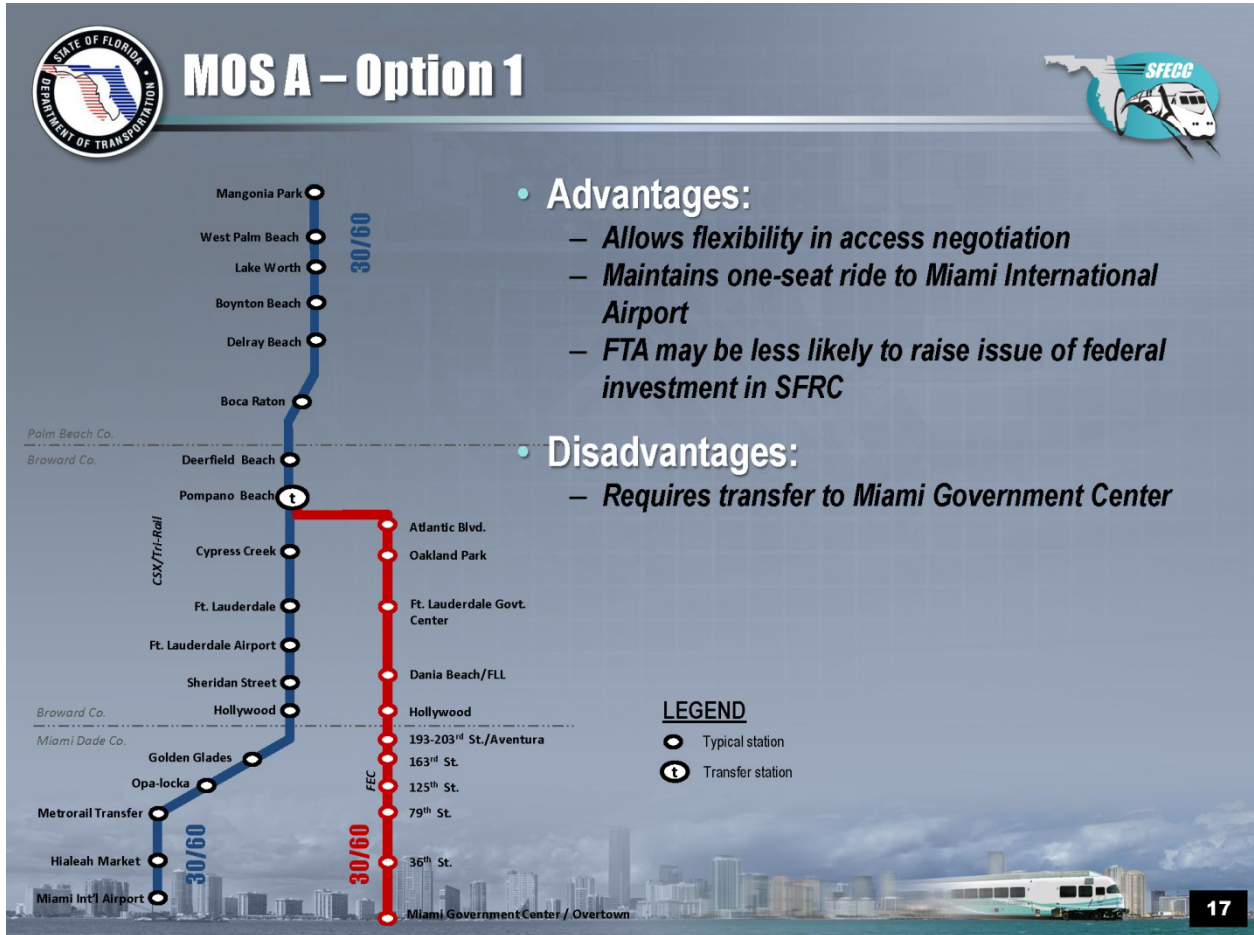 STATE OF FLORIDA
DEPARTMENT OF TRANSPORTATION
MOS A – Option 1
SFECC
Mangonia Park
West Palm Beach
Lake Worth
Boynton Beach
Delray Beach
Boca Raton
30/60
Palm Beach Co.
Broward Co.
Deerfield Beach
Pompano Beach
t
CSX/Tri-Rail
Cypress Creek
Ft. Lauderdale
Ft. Lauderdale Airport
Sheridan Street
Hollywood
Broward Co.
Miami Dade Co.
Golden Glades
Opa-locka
Metrorail Transfer
Hialeah Market
Miami Int'l Airport
30/60
Atlantic Blvd.
Oakland Park
Ft. Lauderdale Govt.
Center
Dania Beach/FLL
Hollywood
193-203rd St./Aventura
163rd St.
FEC
125th St.
79th St.
30/60
36th St.
Miami Government Center / Overtown
• Advantages:
– Allows flexibility in access negotiation
– Maintains one-seat ride to Miami International
Airport
– FTA may be less likely to raise issue of federal
investment in SFRC
• Disadvantages:
– Requires transfer to Miami Government Center
LEGEND
Typical station
t Transfer station
17